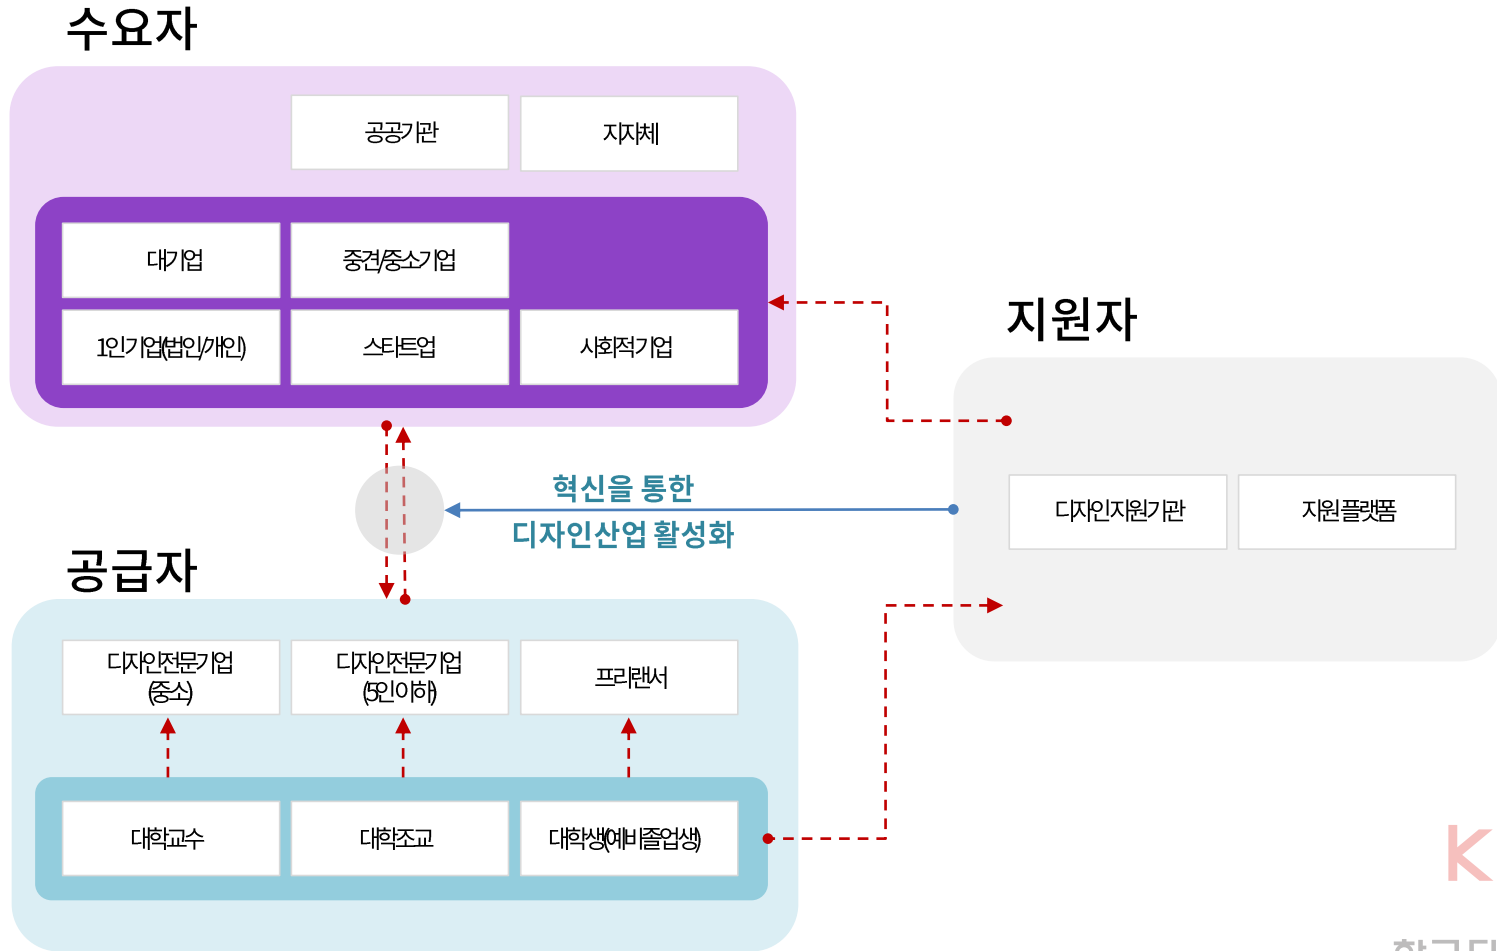 수요자
공공기관
지자체
대기업
중견/중소기업
1인기업(법인/개인)
스타트업
사회적기업
지원자
디자인지원기관
지원플랫폼
혁신을 통한
디자인산업 활성화
공급자
디자인전문기업
(중소)
디자인전문기업
(5인이하)
프리랜서
대학교수
대학조교
대학생(예비졸업생)
K